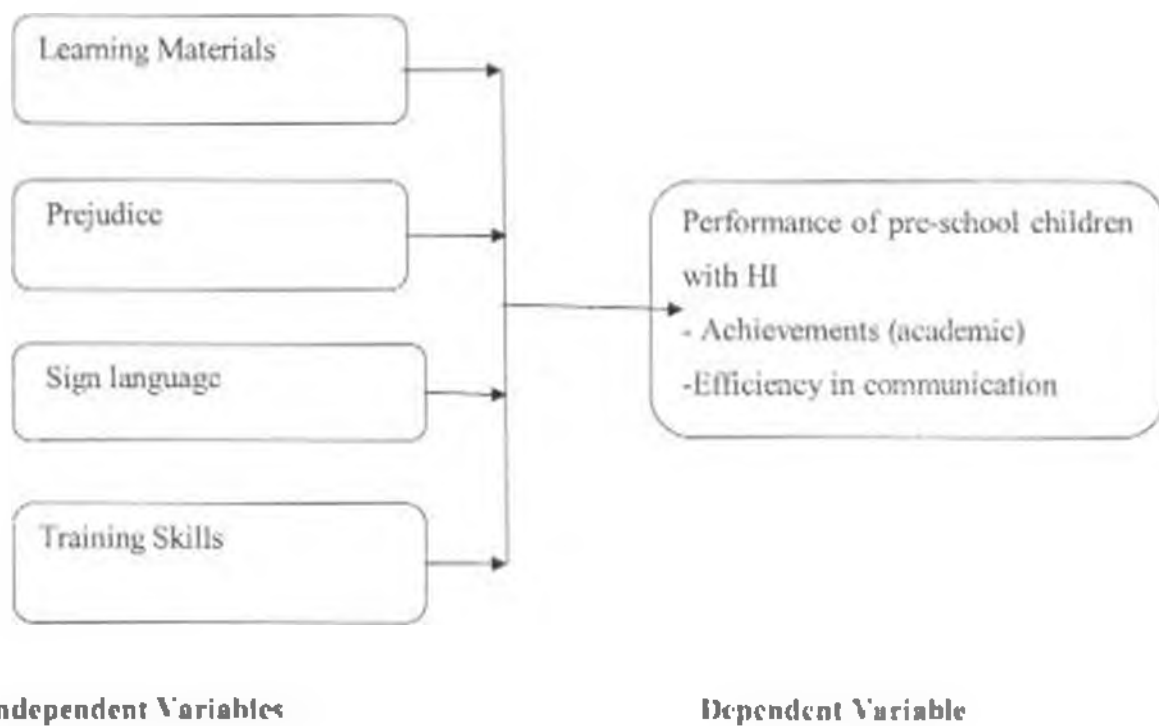 Learning Materials
Prejudice
Sign language
Training Skills
Performance of pre-school children
with HI
- Achievements (academic)
-Efficiency in communication
ndependent Variables
Dependent Variable